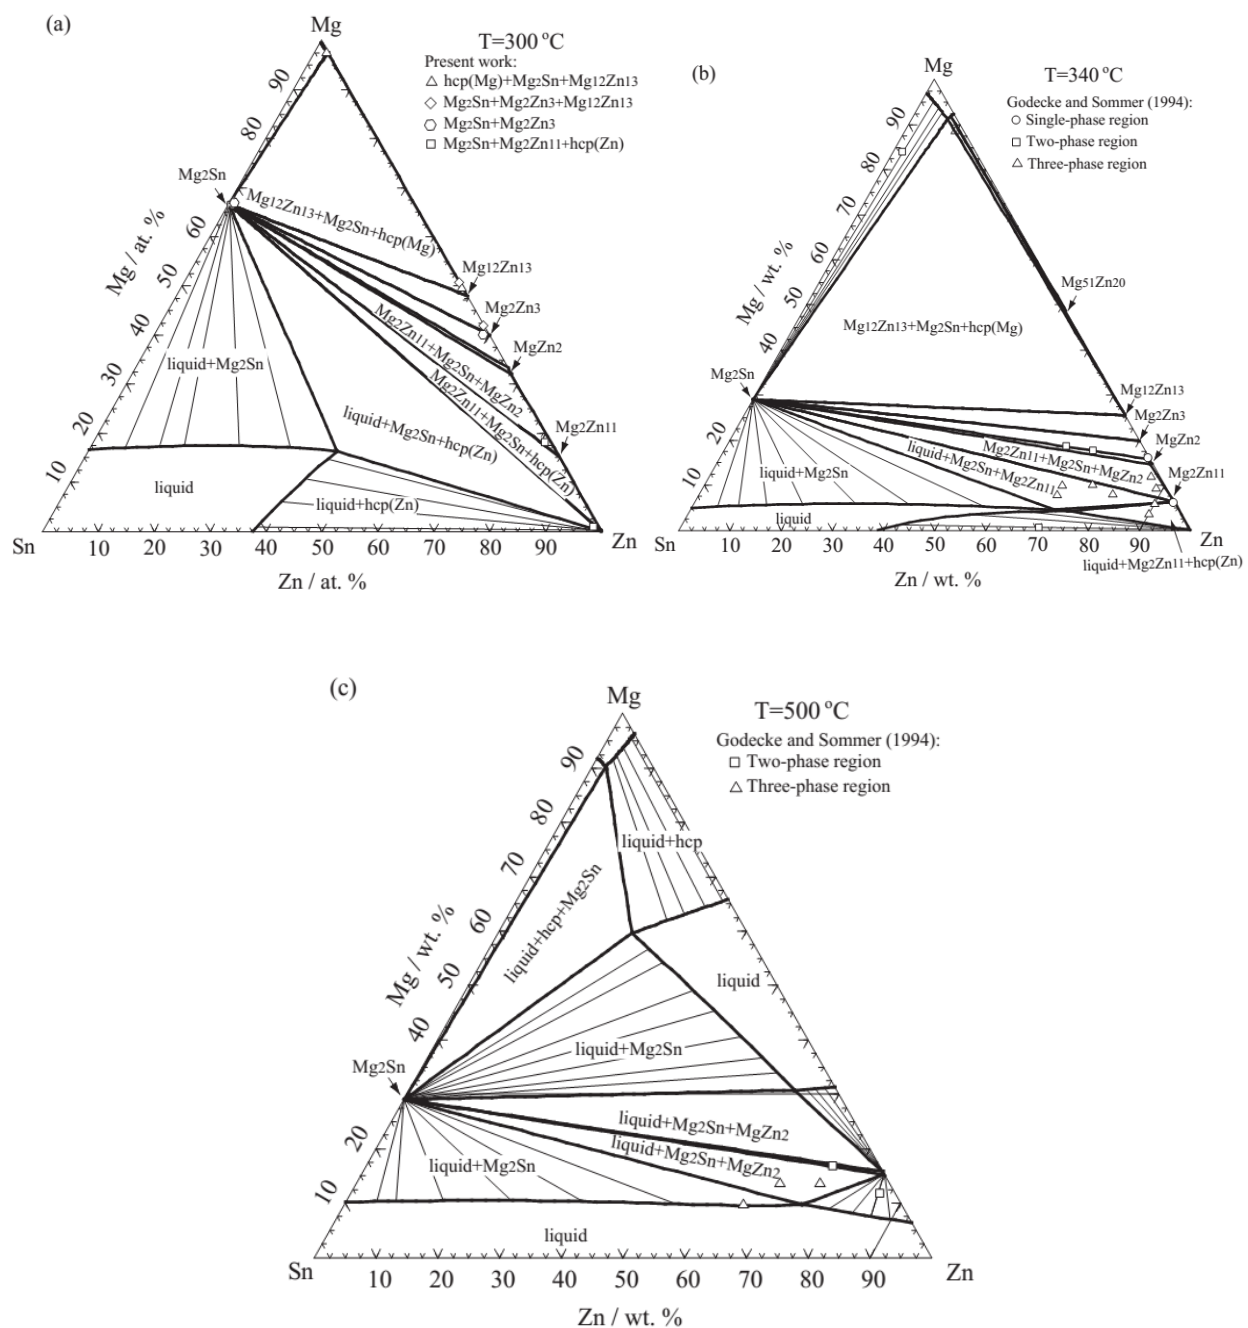 (a)
Mg
T=300 °C
Present work:
hcp(Mg)+Mg2Sn+Mg12Zn13
Mg2Sn+Mg2Zn3+Mg12Zn13
Mg2Sn+Mg2Zn3
Mg2Sn+Mg2Zn11+hcp(Zn)
90
80
Mg2Sn
Mg12Zn13+Mg2Sn+hcp(Mg)
60
Mg / at. %
50
40
30
20
10
Mg12Zn13
Mg2Zn3
MgZn2
Mg2Zn11+Mg2Sn+MgZn2
Mg2Zn11+Mg2Sn+hcp(Zn)
Mg2Zn11
liquid+Mg2Sn
liquid+Mg2Sn+hcp(Zn)
liquid
liquid+hcp(Zn)
Sn
10 20 30 40 50 60 70 80 90
Zn
Zn / at. %
(b)
Mg
T=340 °C
Godecke and Sommer (1994):
Single-phase region
Two-phase region
Three-phase region
90
80
70
60
50
40
Mg / wt. %
Mg51Zn20
Mg12Zn13+Mg2Sn+hcp(Mg)
Mg2Sn
20
10
Mg12Zn13
Mg2Zn3
MgZn2
Mg2Zn11
Mg2Zn11+Mg2Sn+MgZn2
liquid+Mg2Sn+Mg2Zn11
liquid+Mg2Sn
liquid
Sn
10 20 30 40 50 60 70 80 90
Zn
liquid+Mg2Zn11+hcp(Zn)
Zn / wt. %
(c)
Mg
T=500 °C
Godecke and Sommer (1994):
Two-phase region
Three-phase region
90
80
70
60
50
40
Mg / wt. %
liquid+hcp
liquid+hcp+Mg2Sn
liquid
liquid+Mg2Sn
Mg2Sn
20
10
liquid+Mg2Sn+MgZn2
liquid+Mg2Sn+MgZn2
liquid+Mg2Sn
liquid
Sn
10 20 30 40 50 60 70 80 90
Zn
Zn / wt. %